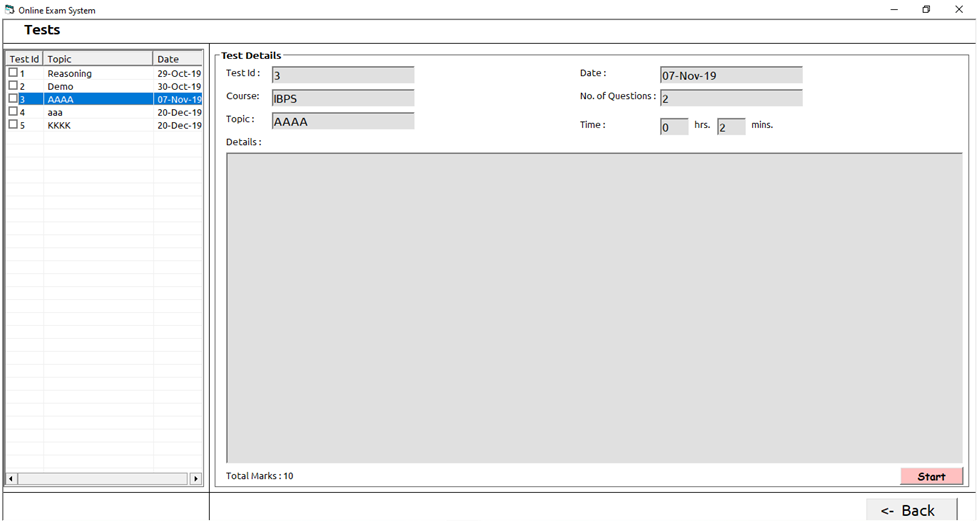 Online Exam System
Tests
Test Id Topic Date
1 Reasoning 29-Oct-19
2 Demo 30-Oct-19
3 AAAA 07-Nov-19
4 aaa 20-Dec-19
5 KKKK 20-Dec-19
Test Details
Test Id : 3 Date : 07-Nov-19
Course: IBPS No. of Questions : 2
Topic : AAAA Time : 0 hrs. 2 mins.
Details :
Total Marks : 10 Start
<- Back